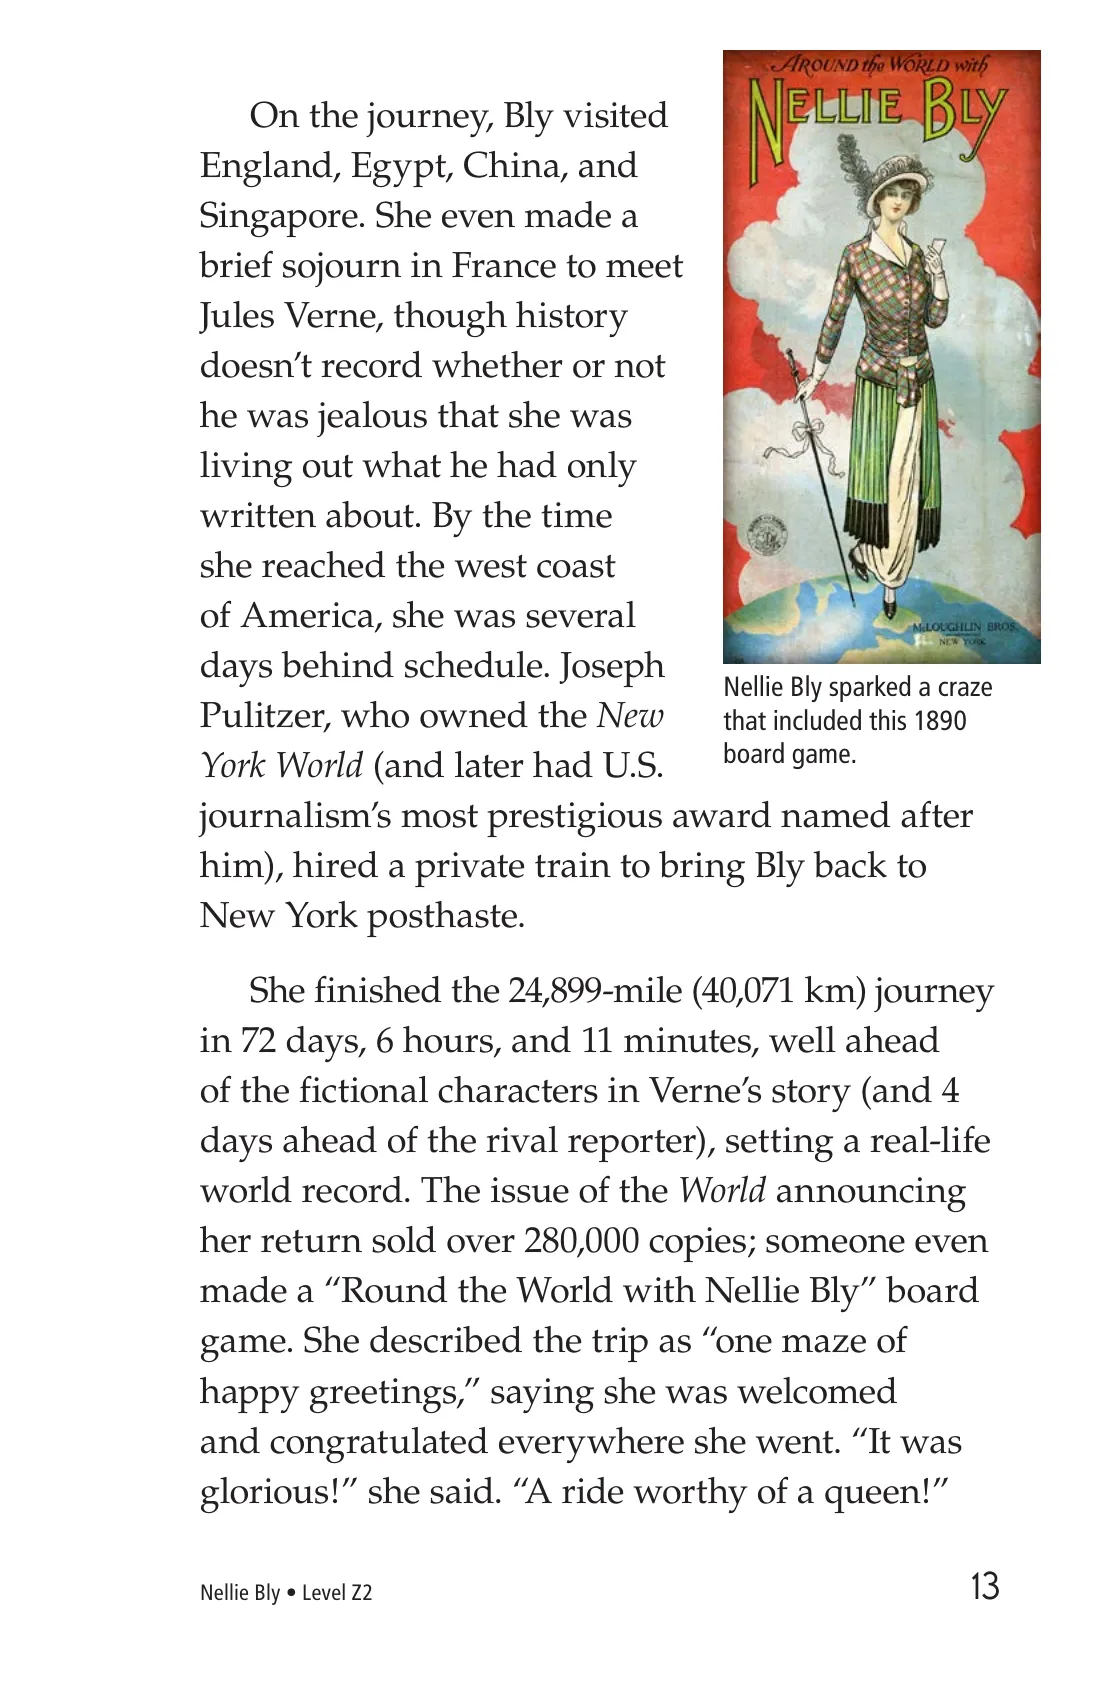 On the journey, Bly visited
England, Egypt, China, and
Singapore. She even made a
brief sojourn in France to meet
Jules Verne, though history
doesn’t record whether or not
he was jealous that she was
living out what he had only
written about. By the time
she reached the west coast
of America, she was several
days behind schedule. Joseph
Pulitzer, who owned the New
York World (and later had U.S.
journalism’s most prestigious award named after
him), hired a private train to bring Bly back to
New York posthaste.
AROUND the WORLD with
NELLIE BLY
McLOUGHLIN BROS.
NEW YORK
Nellie Bly sparked a craze
that included this 1890
board game.
She finished the 24,899-mile (40,071 km) journey
in 72 days, 6 hours, and 11 minutes, well ahead
of the fictional characters in Verne’s story (and 4
days ahead of the rival reporter), setting a real-life
world record. The issue of the World announcing
her return sold over 280,000 copies; someone even
made a “Round the World with Nellie Bly” board
game. She described the trip as “one maze of
happy greetings,” saying she was welcomed
and congratulated everywhere she went. “It was
glorious!” she said. “A ride worthy of a queen!”
Nellie Bly • Level Z2
13